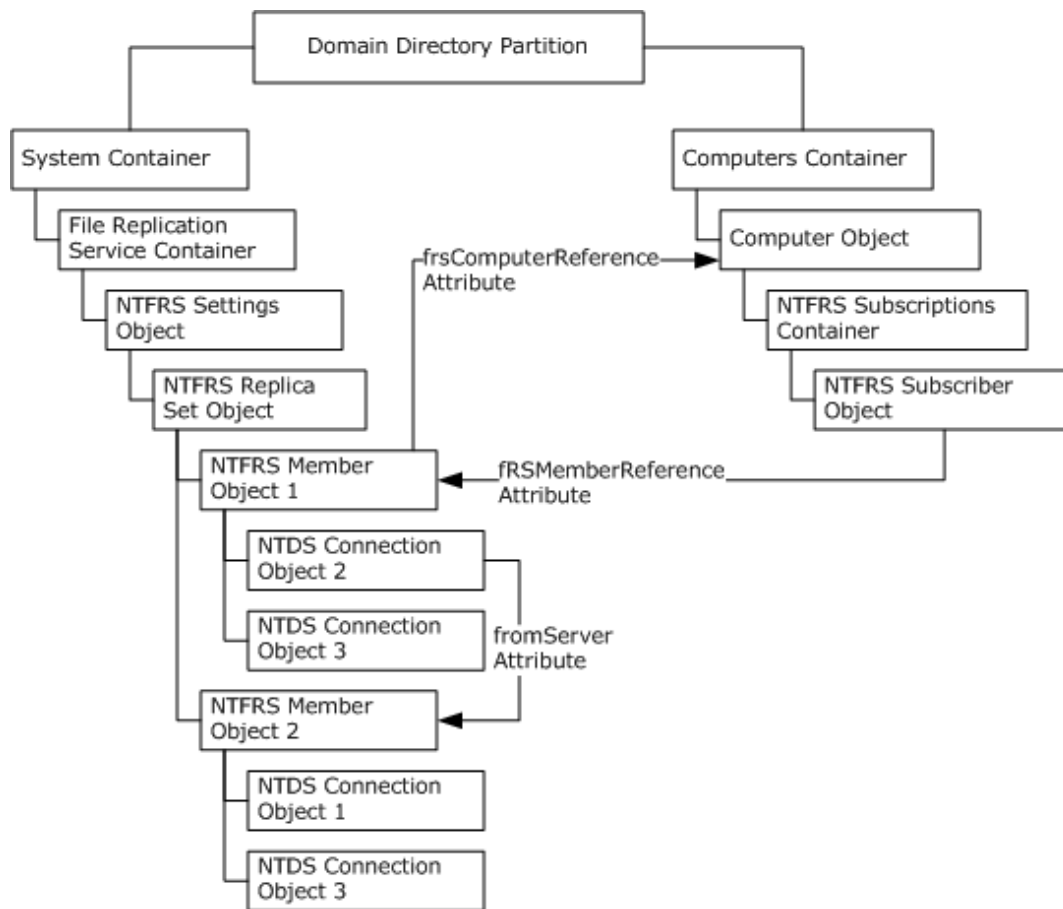 Domain Directory Partition
System Container
Computers Container
File Replication
Service Container
Computer Object
frsComputerReference
Attribute
NTFRS Settings
Object
NTFRS Subscriptions
Container
NTFRS Replica
Set Object
NTFRS Subscriber
Object
NTFRS Member
Object 1
fRSMemberReference
Attribute
NTDS Connection
Object 2
NTDS Connection
Object 3
fromServer
Attribute
NTFRS Member
Object 2
NTDS Connection
Object 1
NTDS Connection
Object 3